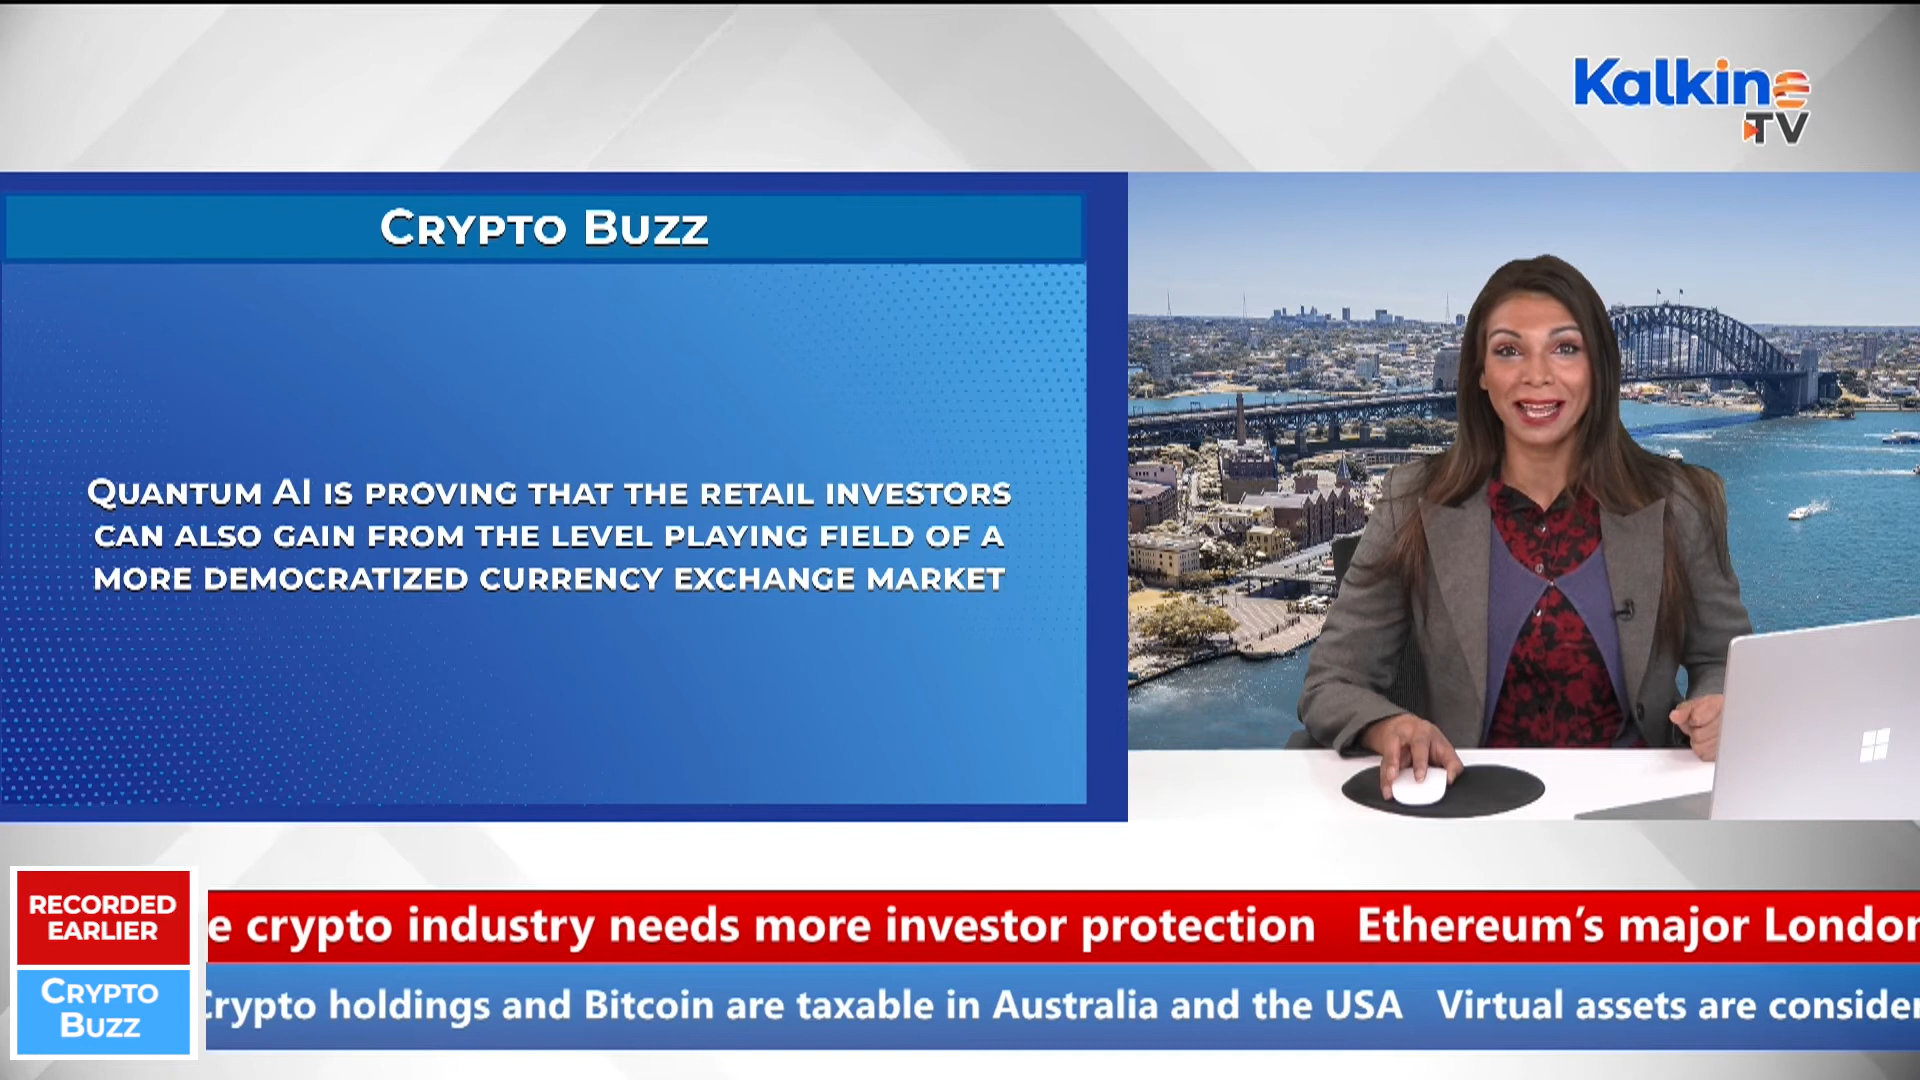 Kalkine
TV
CRYPTO BUZZ
QUANTUM AI IS PROVING THAT THE RETAIL INVESTORS
CAN ALSO GAIN FROM THE LEVEL PLAYING FIELD OF A
MORE DEMOCRATIZED CURRENCY EXCHANGE MARKET
RECORDED
EARLIER
e crypto industry needs more investor protection Ethereum's major London
CRYPTO
BUZZ
Crypto holdings and Bitcoin are taxable in Australia and the USA Virtual assets are consider